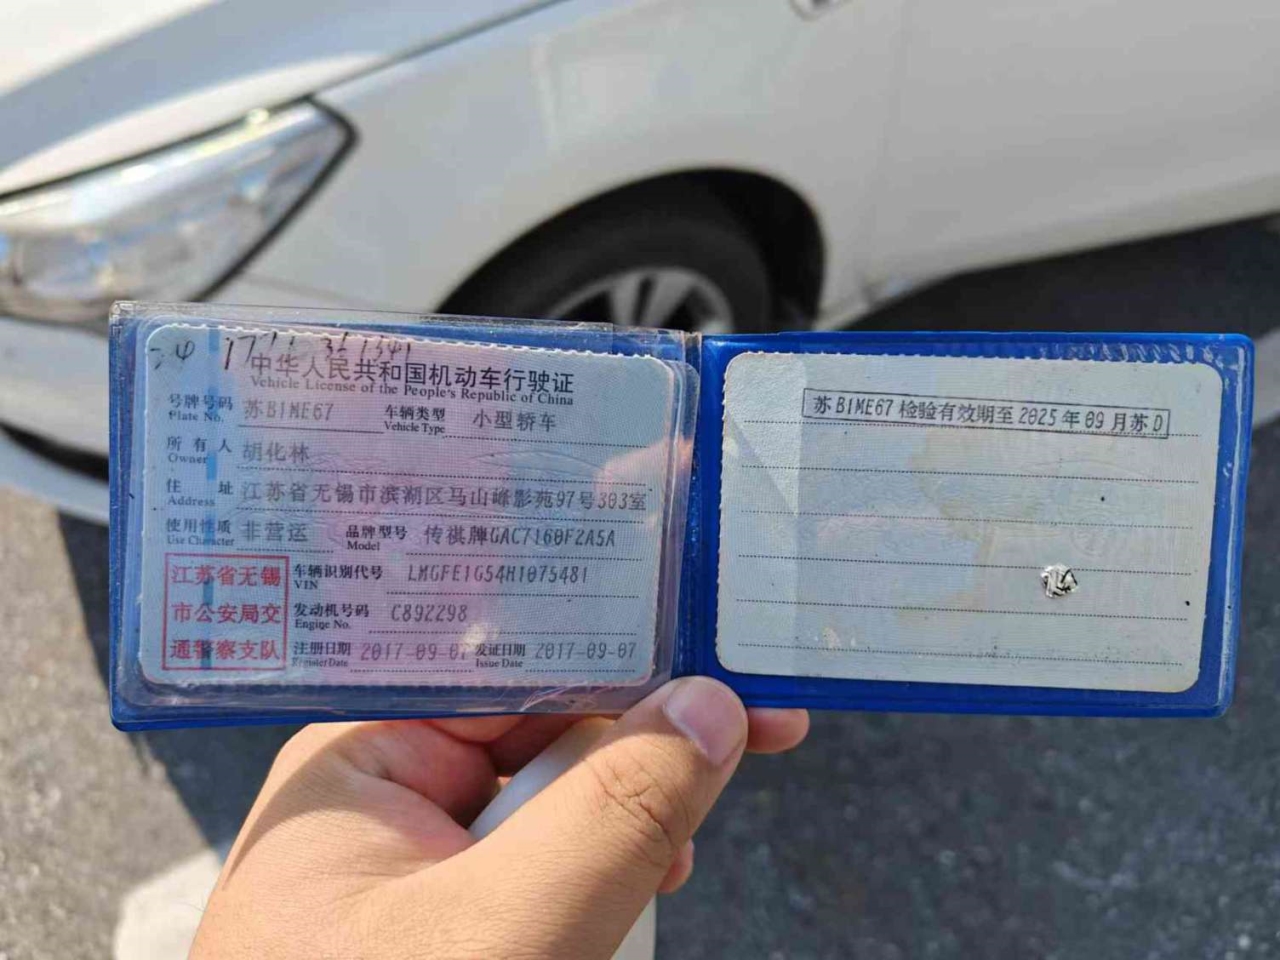 中华人民共和国机动车行驶证
Vehicle License of the People's Republic of China
号牌号码 苏B1ME67 车辆类型 小型轿车
Plate No. Vehicle Type
所有人 胡化林
Owner
住址 江苏省无锡市滨湖区马山峰影苑97号303室
Address
使用性质 非营运 品牌型号 传祺牌GAC7160F2A5A
Use Character Model
江苏省无锡
市公安局交
通警察支队
车辆识别代号 LMGFE1G54H1075481
VIN
发动机号码 C892298
Engine No.
注册日期 2017-09-07 发证日期 2017-09-07
Register Date Issue Date
苏B1ME67 检验有效期至 2025 年 09 月苏 D